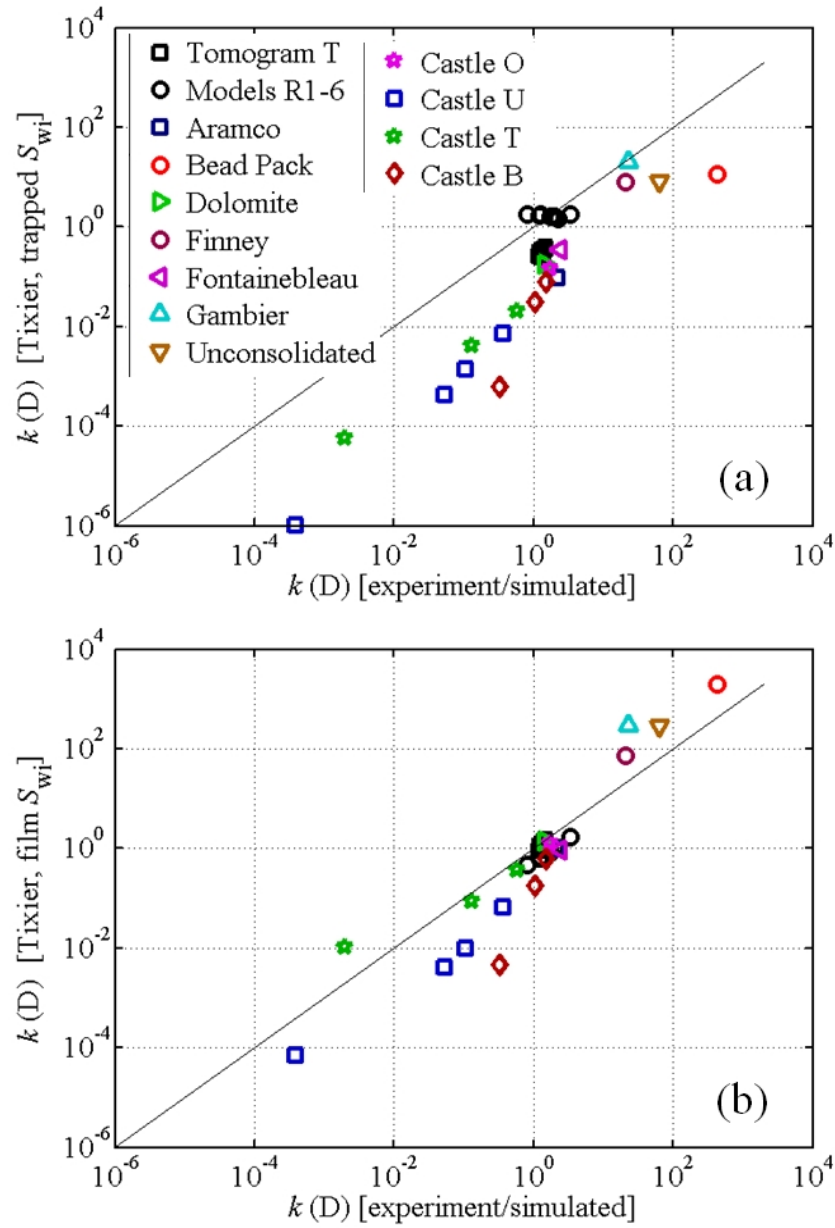 10^4
10^2
10^0
10^-2
10^-4
10^-6
k (D) [Tixier, trapped S_wi]
Tomogram T
Models R1-6
Aramco
Bead Pack
Dolomite
Finney
Fontainebleau
Gambier
Unconsolidated
Castle O
Castle U
Castle T
Castle B
(a)
10^-6
10^-4
10^-2
10^0
10^2
10^4
k (D) [experiment/simulated]
10^4
10^2
10^0
10^-2
10^-4
10^-6
k (D) [Tixier, film S_wi]
(b)
10^-6
10^-4
10^-2
10^0
10^2
10^4
k (D) [experiment/simulated]